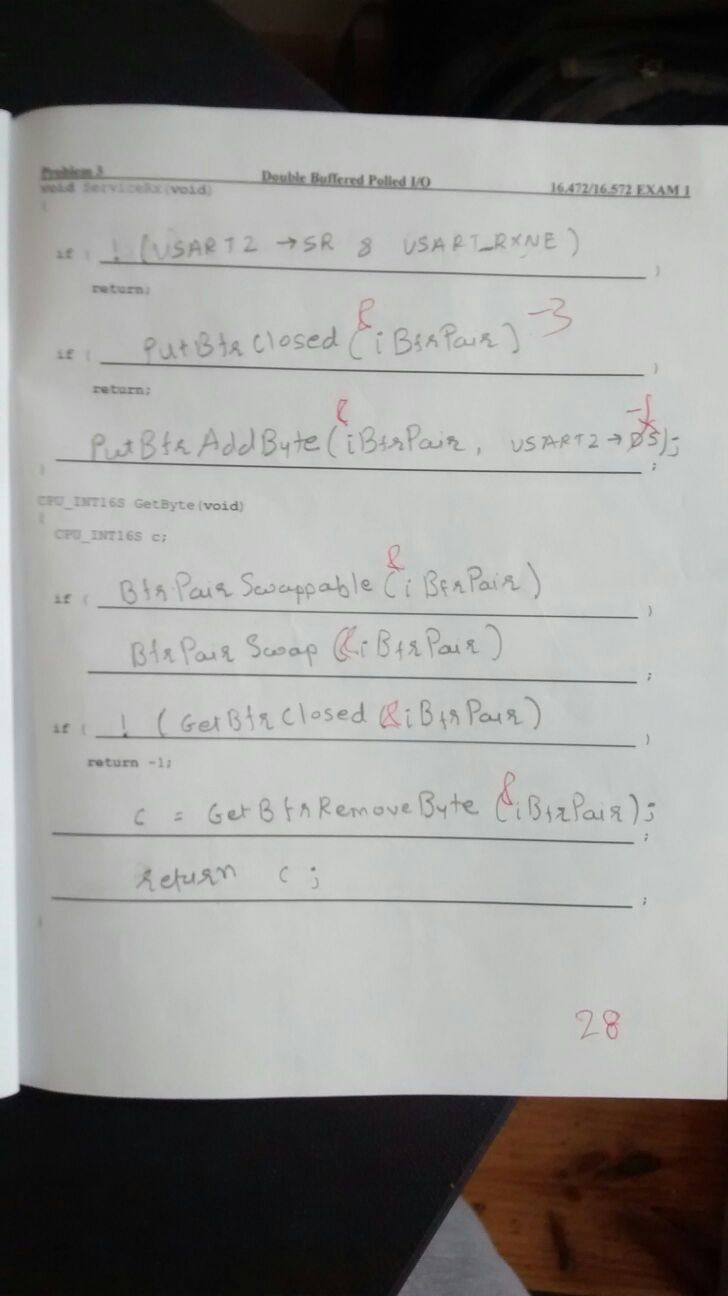 Problem 3 Double Buffered Polled I/O 16.472/16.572 EXAM 1
void ServiceRx(void)
{
if ( ! (USART2 → SR & USART_RXNE) )
return;
if ( PutBfrClosed (& iBfrPair) -3 )
return;
-1
PutBfrAddByte (& iBfrPair, USART2 → ); ;
}
CPU_INT16S GetByte(void)
{
CPU_INT16S c;
if ( BfrPairSwappable (& iBfrPair) )
BfrPairSwap (& iBfrPair) ;
if ( ! (GetBfrClosed (& iBfrPair) )
return -1;
c = GetBfrRemoveByte (& iBfrPair); ;
return c; ;
}
28